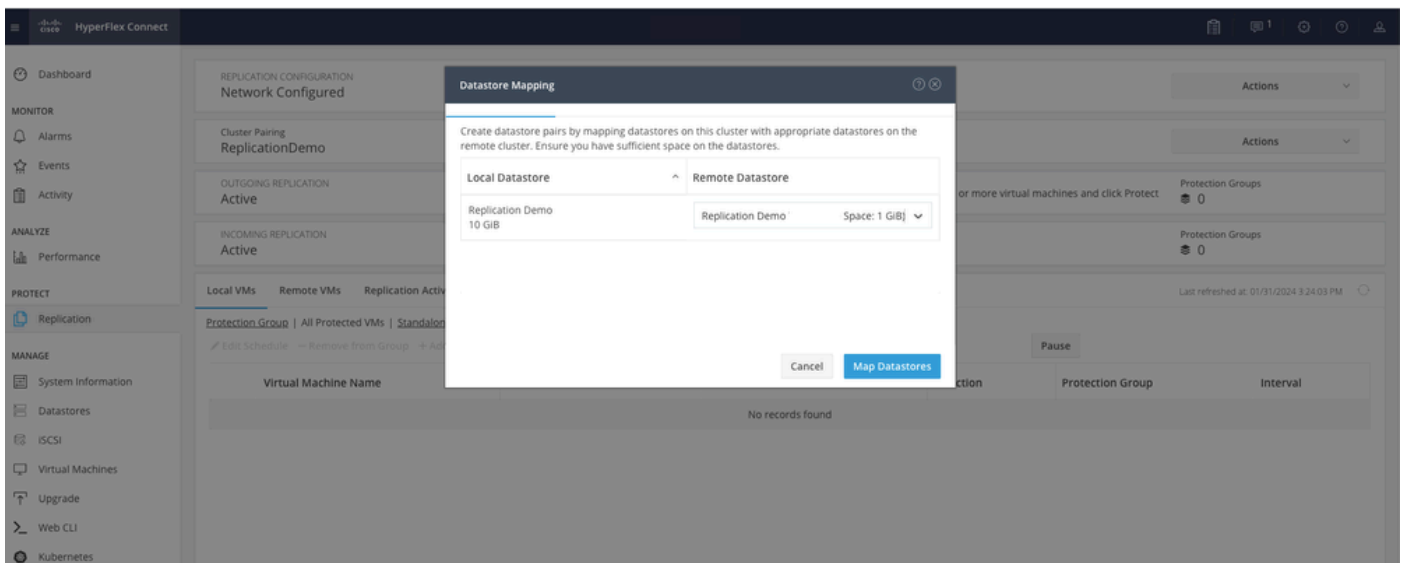 CISCO HyperFlex Connect
1
Dashboard
MONITOR
Alarms
Events
Activity
ANALYZE
Performance
PROTECT
Replication
MANAGE
System Information
Datastores
iSCSI
Virtual Machines
Upgrade
Web CLI
Kubernetes
REPLICATION CONFIGURATION
Network Configured
Actions
Cluster Pairing
ReplicationDemo
Actions
OUTGOING REPLICATION
Active
or more virtual machines and click Protect
Protection Groups
0
INCOMING REPLICATION
Active
Protection Groups
0
Local VMs Remote VMs Replication Activ
Last refreshed at: 01/31/2024 3:24:03 PM
Protection Group | All Protected VMs | Standalon
Edit Schedule Remove from Group + Ad
Pause
Virtual Machine Name ction Protection Group Interval
No records found
Datastore Mapping
Create datastore pairs by mapping datastores on this cluster with appropriate datastores on the
remote cluster. Ensure you have sufficient space on the datastores.
Local Datastore Remote Datastore
Replication Demo
10 GiB
Replication Demo Space: 1 GiB)
Cancel Map Datastores